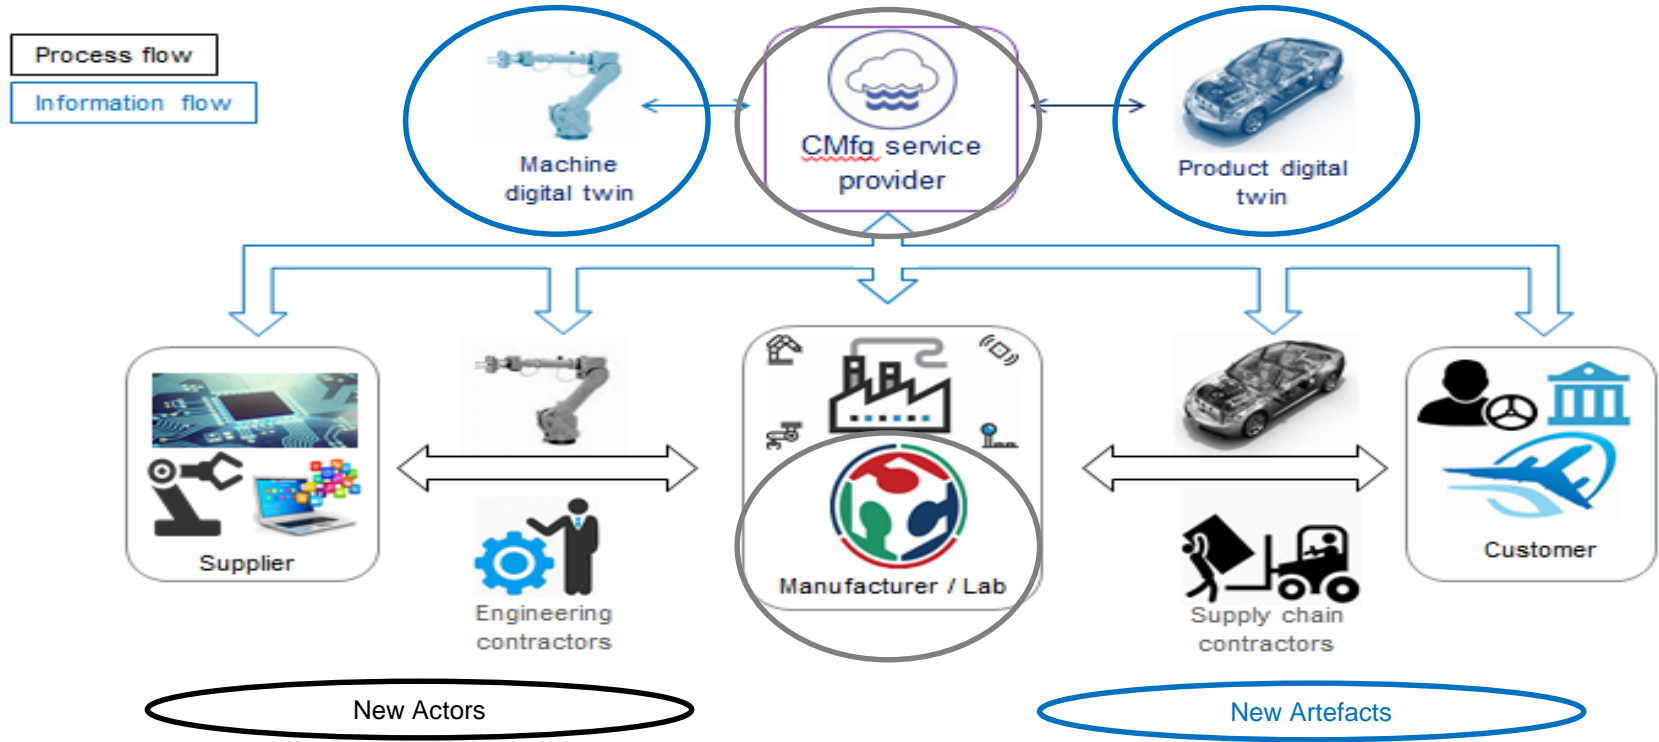 Process flow
Information flow
Machine
digital twin
CMfg service
provider
Product digital
twin
Supplier
Engineering
contractors
Manufacturer / Lab
Supply chain
contractors
Customer
New Actors
New Artefacts